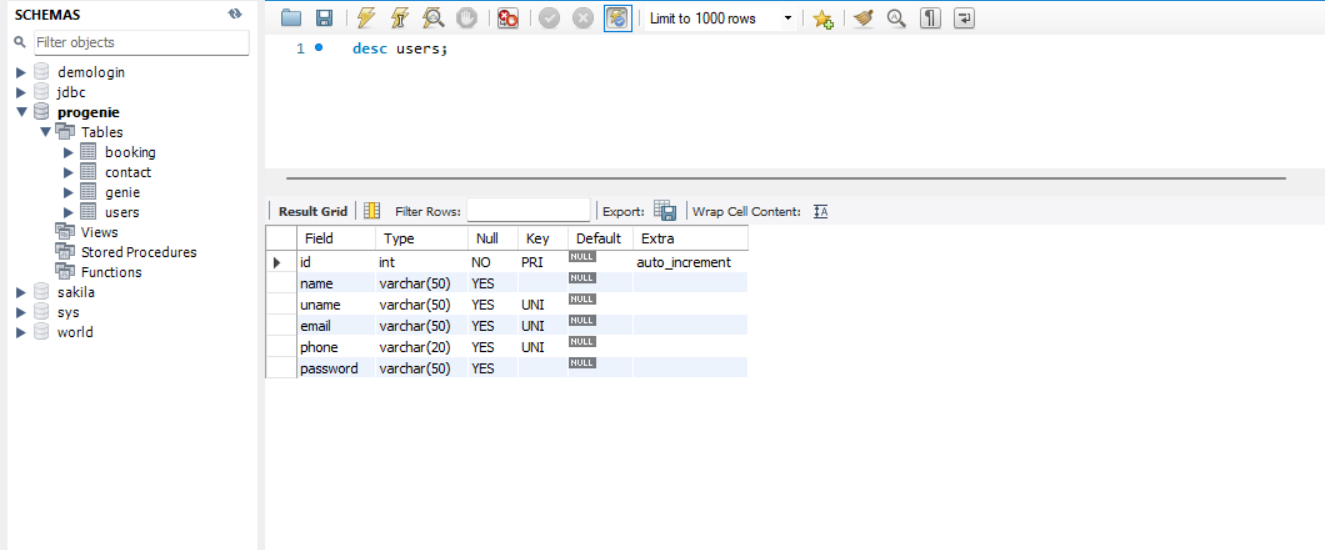 SCHEMAS
Filter objects
demologin
jdbc
progenie
Tables
booking
contact
genie
users
Views
Stored Procedures
Functions
sakila
sys
world
Limit to 1000 rows
1 desc users;
Result Grid Filter Rows: Export: Wrap Cell Content:
Field Type Null Key Default Extra
id int NO PRI NULL auto_increment
name varchar(50) YES NULL
uname varchar(50) YES UNI NULL
email varchar(50) YES UNI NULL
phone varchar(20) YES UNI NULL
password varchar(50) YES NULL